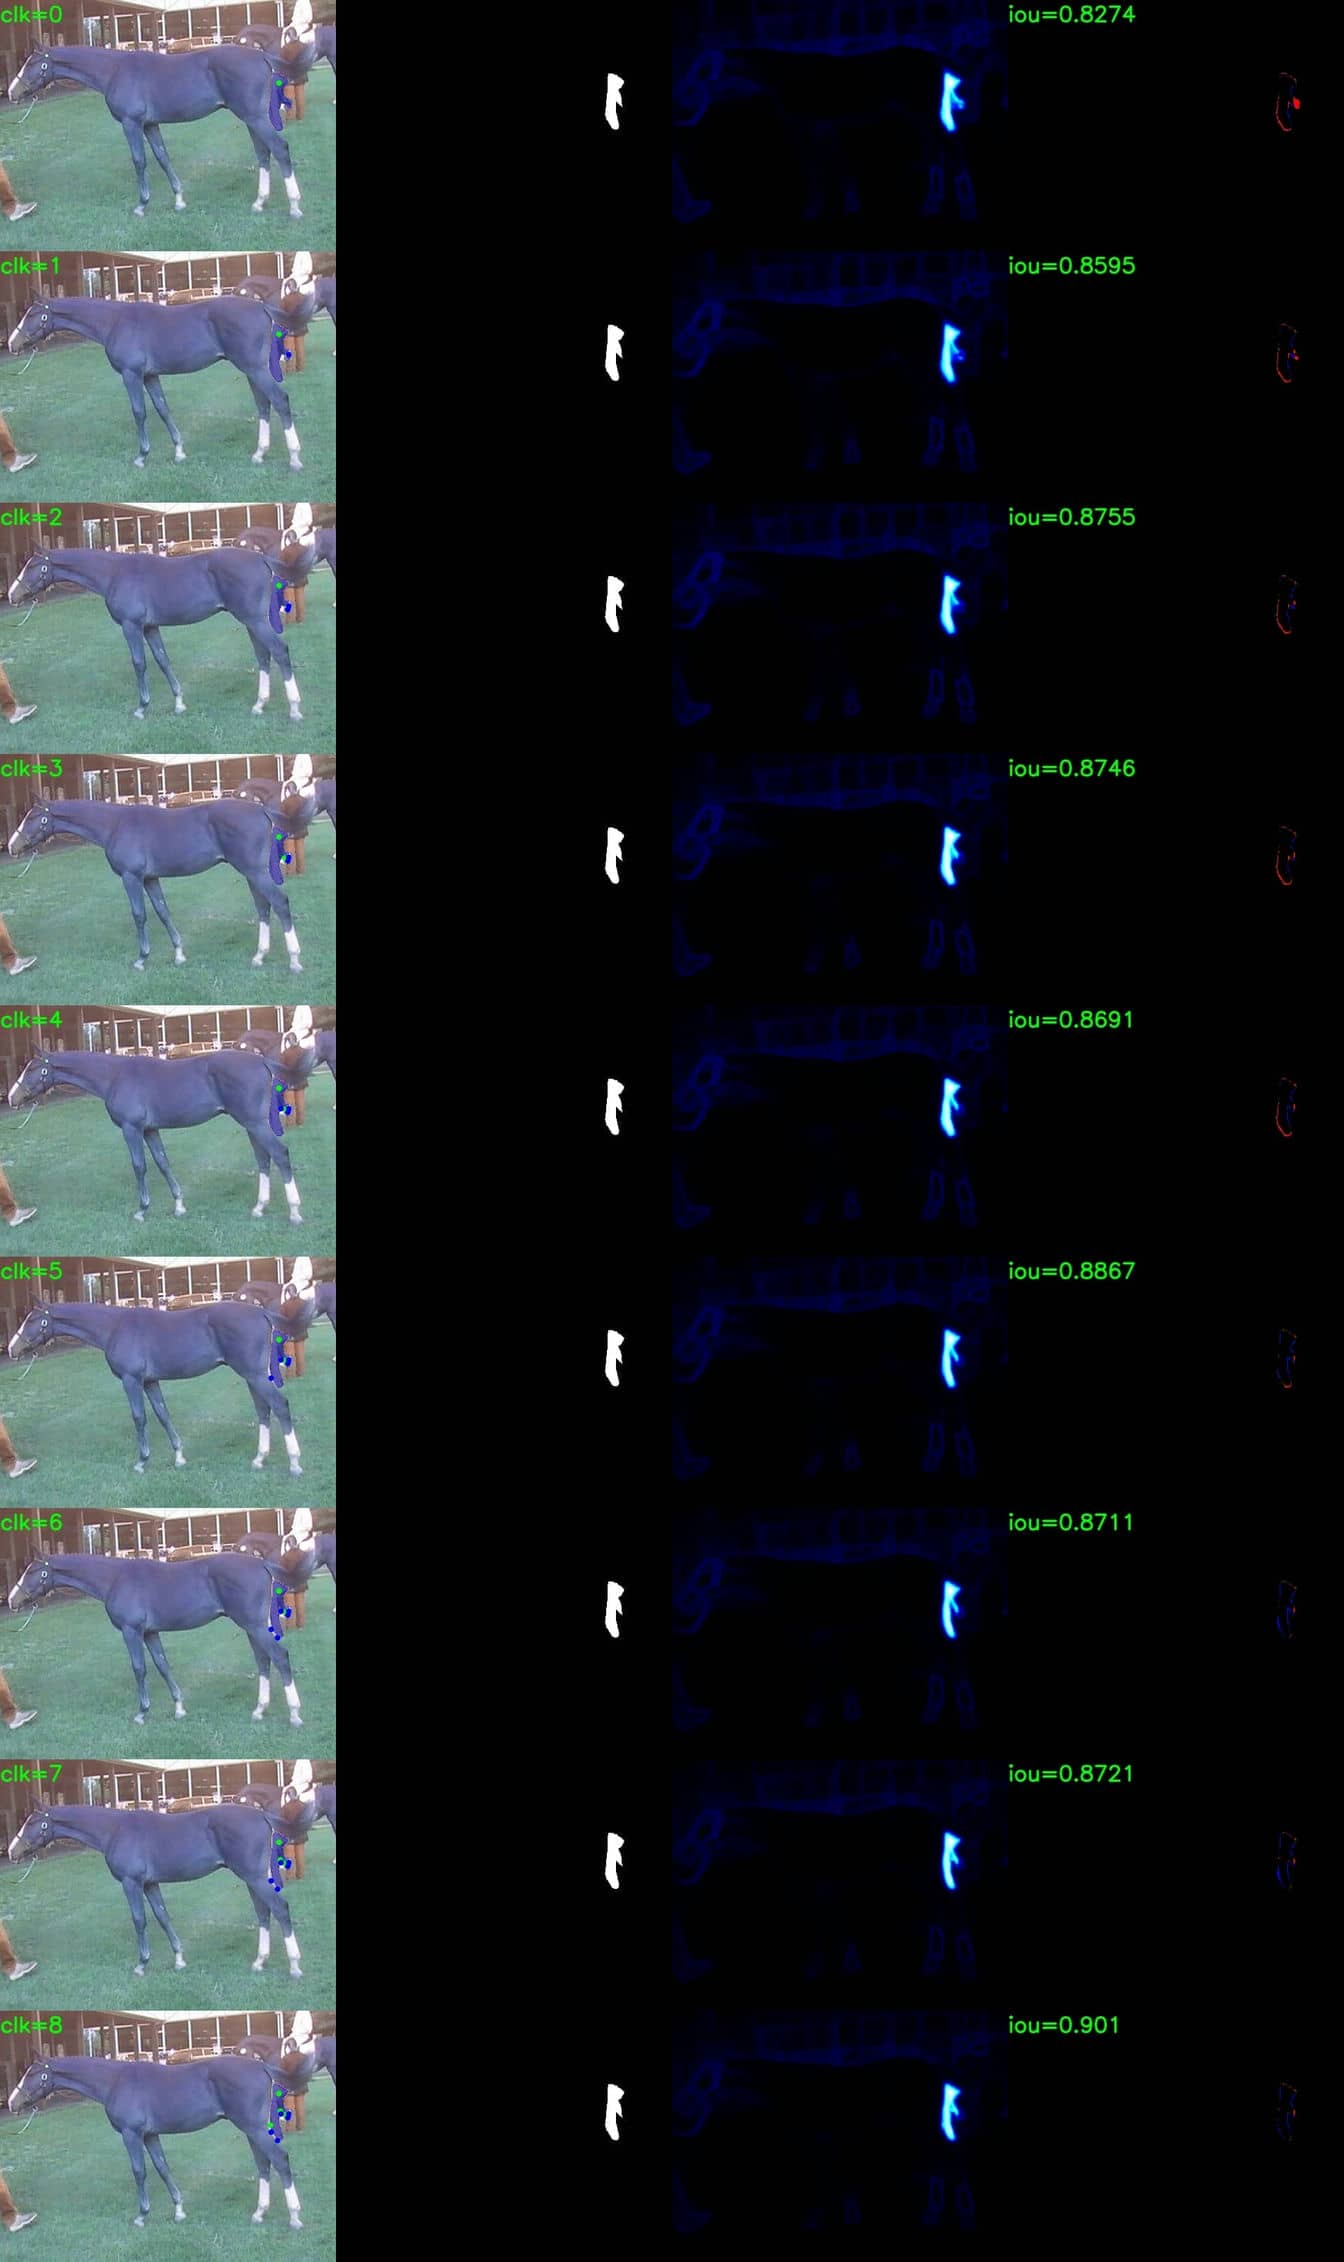 clk=0 iou=0.8274
clk=1 iou=0.8595
clk=2 iou=0.8755
clk=3 iou=0.8746
clk=4 iou=0.8691
clk=5 iou=0.8867
clk=6 iou=0.8711
clk=7 iou=0.8721
clk=8 iou=0.901